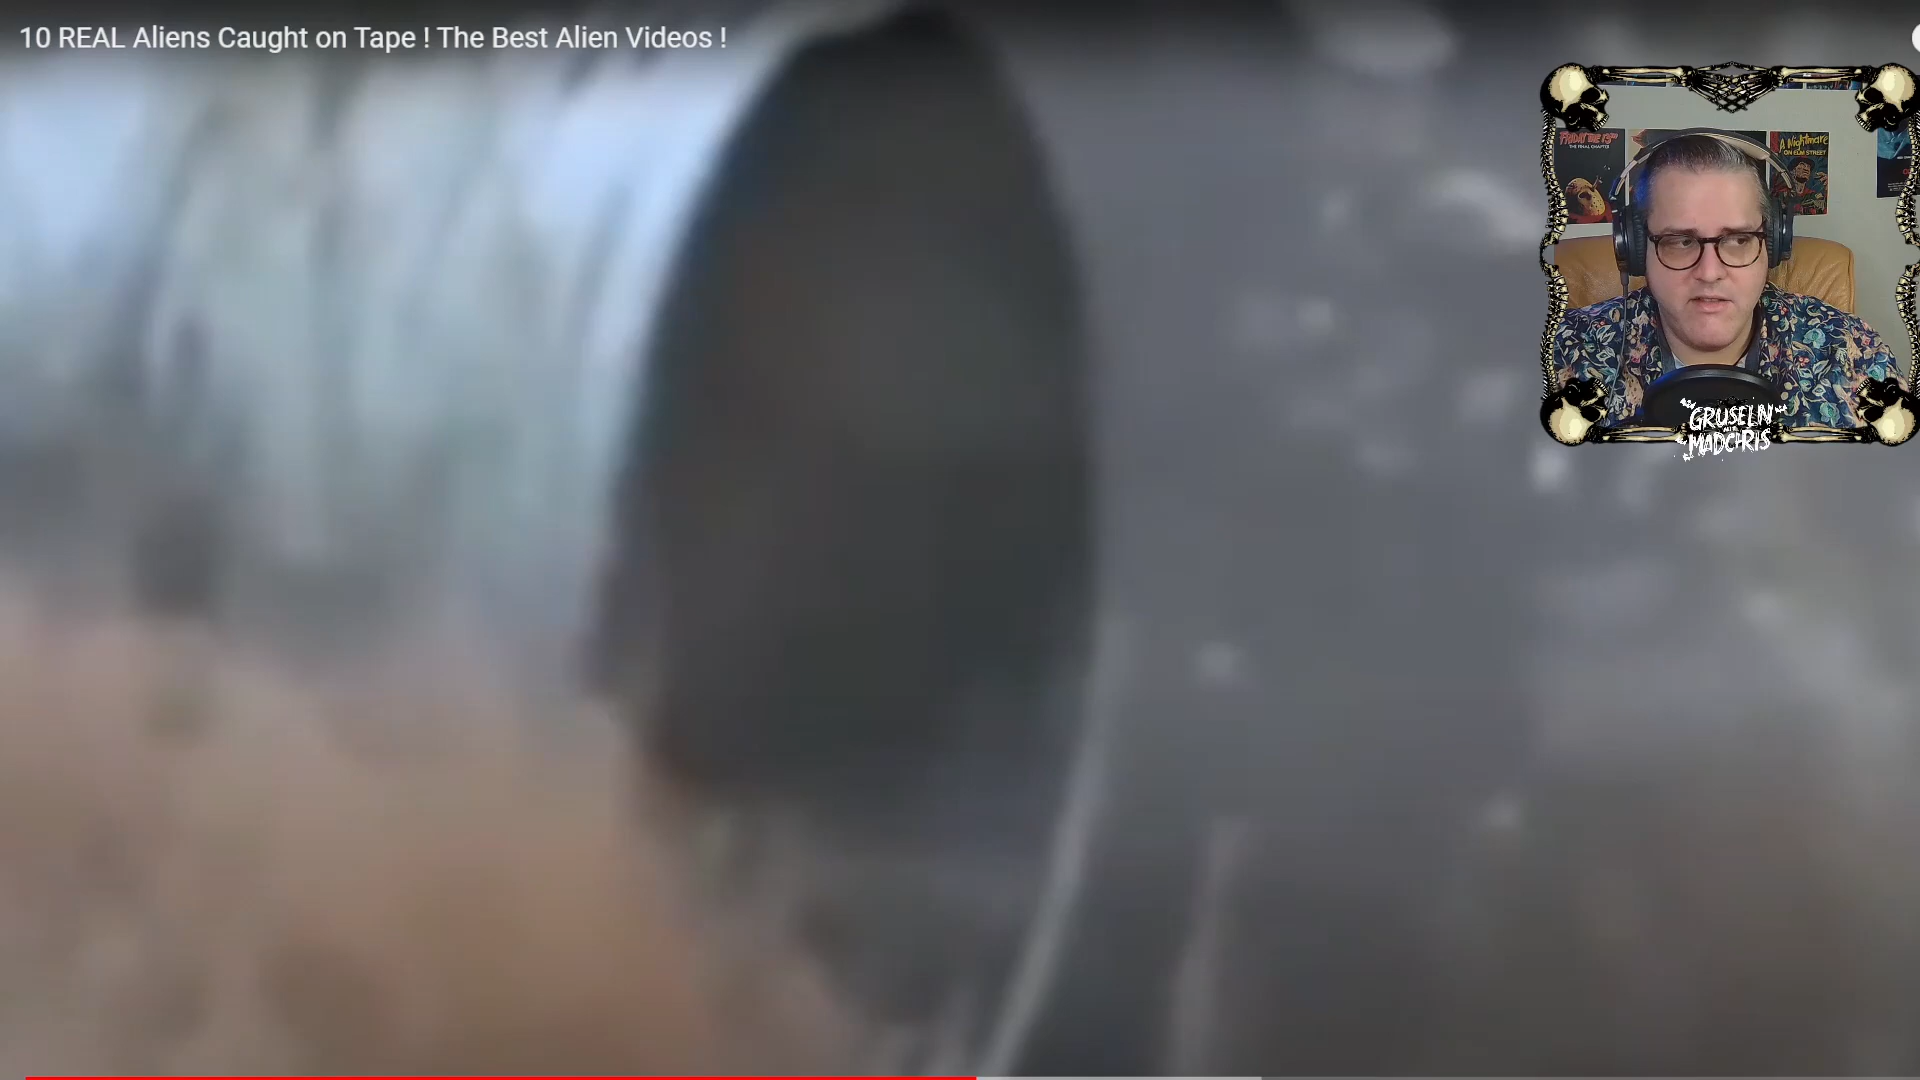 10 REAL Aliens Caught on Tape ! The Best Alien Videos !
FRIDAY THE 13TH
THE FINAL CHAPTER
A Nightmare
ON ELM STREET
GRUSELN
MIT
MADCHRIS